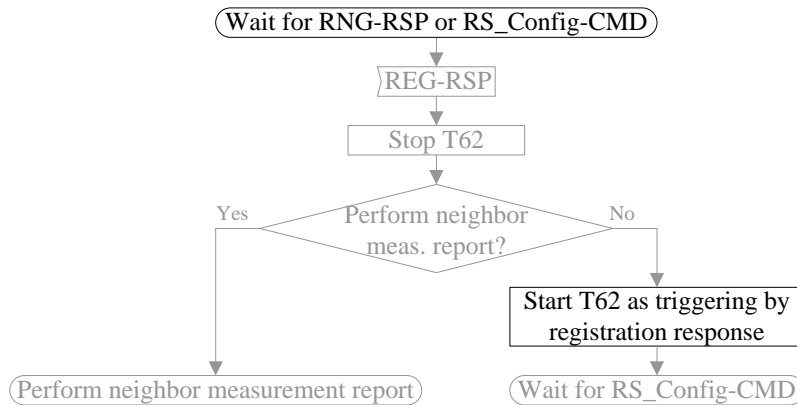 Wait for RNG-RSP or RS_Config-CMD
REG-RSP
Stop T62
Yes
Perform neighbor
meas. report?
No
Start T62 as triggering by
registration response
Perform neighbor measurement report
Wait for RS_Config-CMD